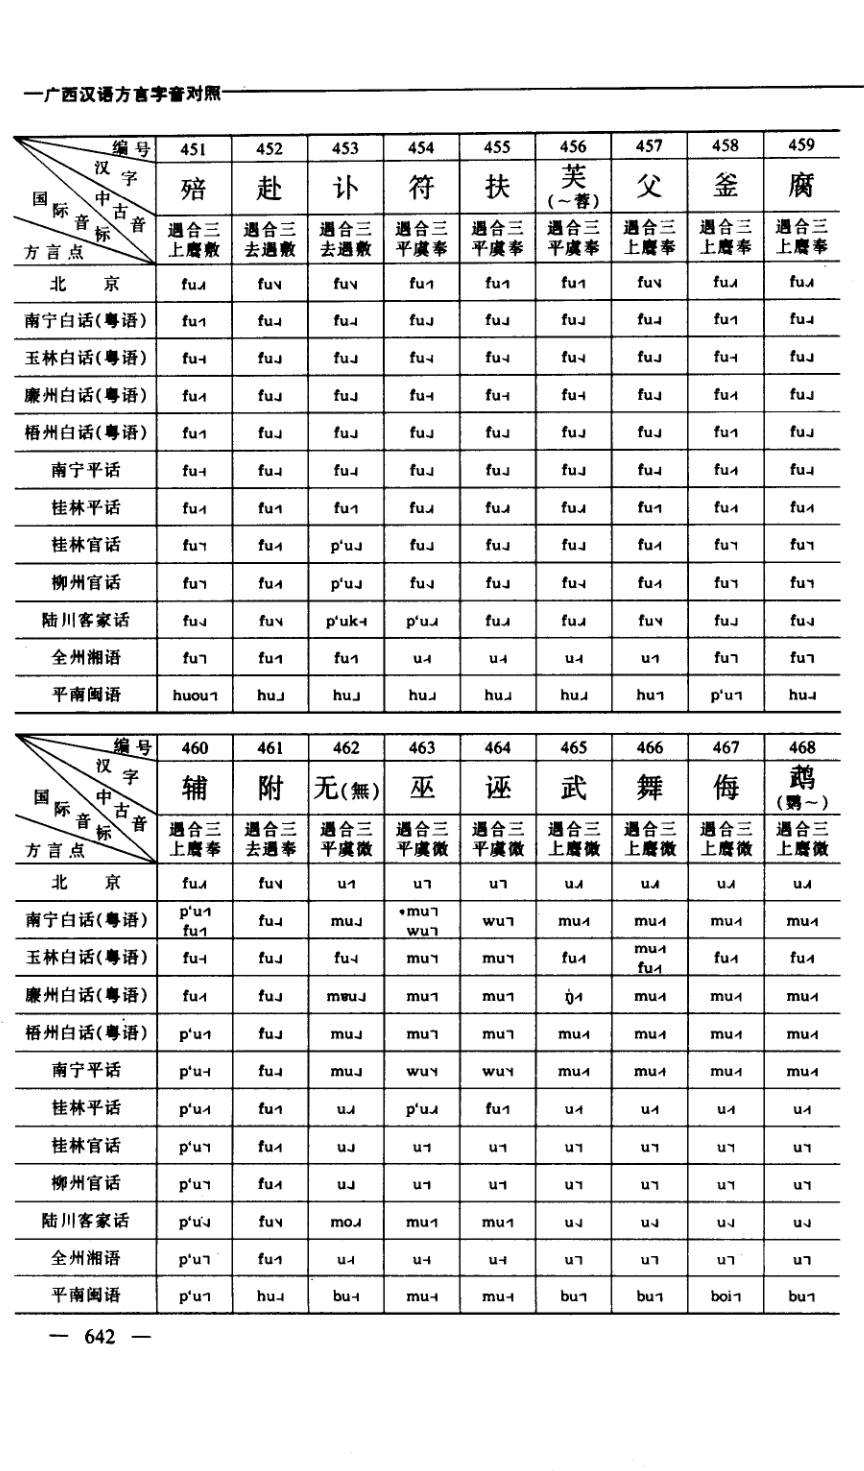 一广西汉语方言字音对照
编号 451 452 453 454 455 456 457 458 459
汉字 赴 讣 符 扶 芙(～蓉) 父 釜 腐
国际音标 中古音 遇合三上麌敷 遇合三去遇敷 遇合三去遇敷 遇合三平虞奉 遇合三平虞奉 遇合三平虞奉 遇合三上麌奉 遇合三上麌奉 遇合三上麌奉
方言点
北京 fu fu fu fu fu fu fu fu fu
南宁白话(粤语) fu fu fu fu fu fu fu fu fu
玉林白话(粤语) fu fu fu fu fu fu fu fu fu
廉州白话(粤语) fu fu fu fu fu fu fu fu fu
梧州白话(粤语) fu fu fu fu fu fu fu fu fu
南宁平话 fu fu fu fu fu fu fu fu fu
桂林平话 fu fu fu fu fu fu fu fu fu
桂林官话 fu fu p‘u fu fu fu fu fu fu
柳州官话 fu fu p‘u fu fu fu fu fu fu
陆川客家话 fu fu p‘uk p‘u fu fu fu fu fu
全州湘语 fu fu fu u u u u fu fu
平南闽语 huou hu hu hu hu hu hu p‘u hu
编号 460 461 462 463 464 465 466 467 468
汉字 辅 附 无(無) 巫 诬 武 舞 侮 鹉(鹦～)
国际音标 中古音 遇合三上麌奉 遇合三去遇奉 遇合三平虞微 遇合三平虞微 遇合三平虞微 遇合三上麌微 遇合三上麌微 遇合三上麌微 遇合三上麌微
方言点
北京 fu fu u u u u u u u
南宁白话(粤语) p‘u fu fu mu mu wu wu mu mu mu mu
玉林白话(粤语) fu fu fu mu mu fu mu fu fu fu
廉州白话(粤语) fu fu mɐu mu mu mu mu mu
梧州白话(粤语) p‘u fu mu mu mu mu mu mu mu
南宁平话 p‘u fu mu wu wu mu mu mu mu
桂林平话 p‘u fu u p‘u fu u u u u
桂林官话 p‘u fu u u u u u u u
柳州官话 p‘u fu u u u u u u u
陆川客家话 p‘u fu mo mu mu u u u u
全州湘语 p‘u fu u u u u u u u
平南闽语 p‘u hu bu mu mu bu bu boi bu
— 642 —